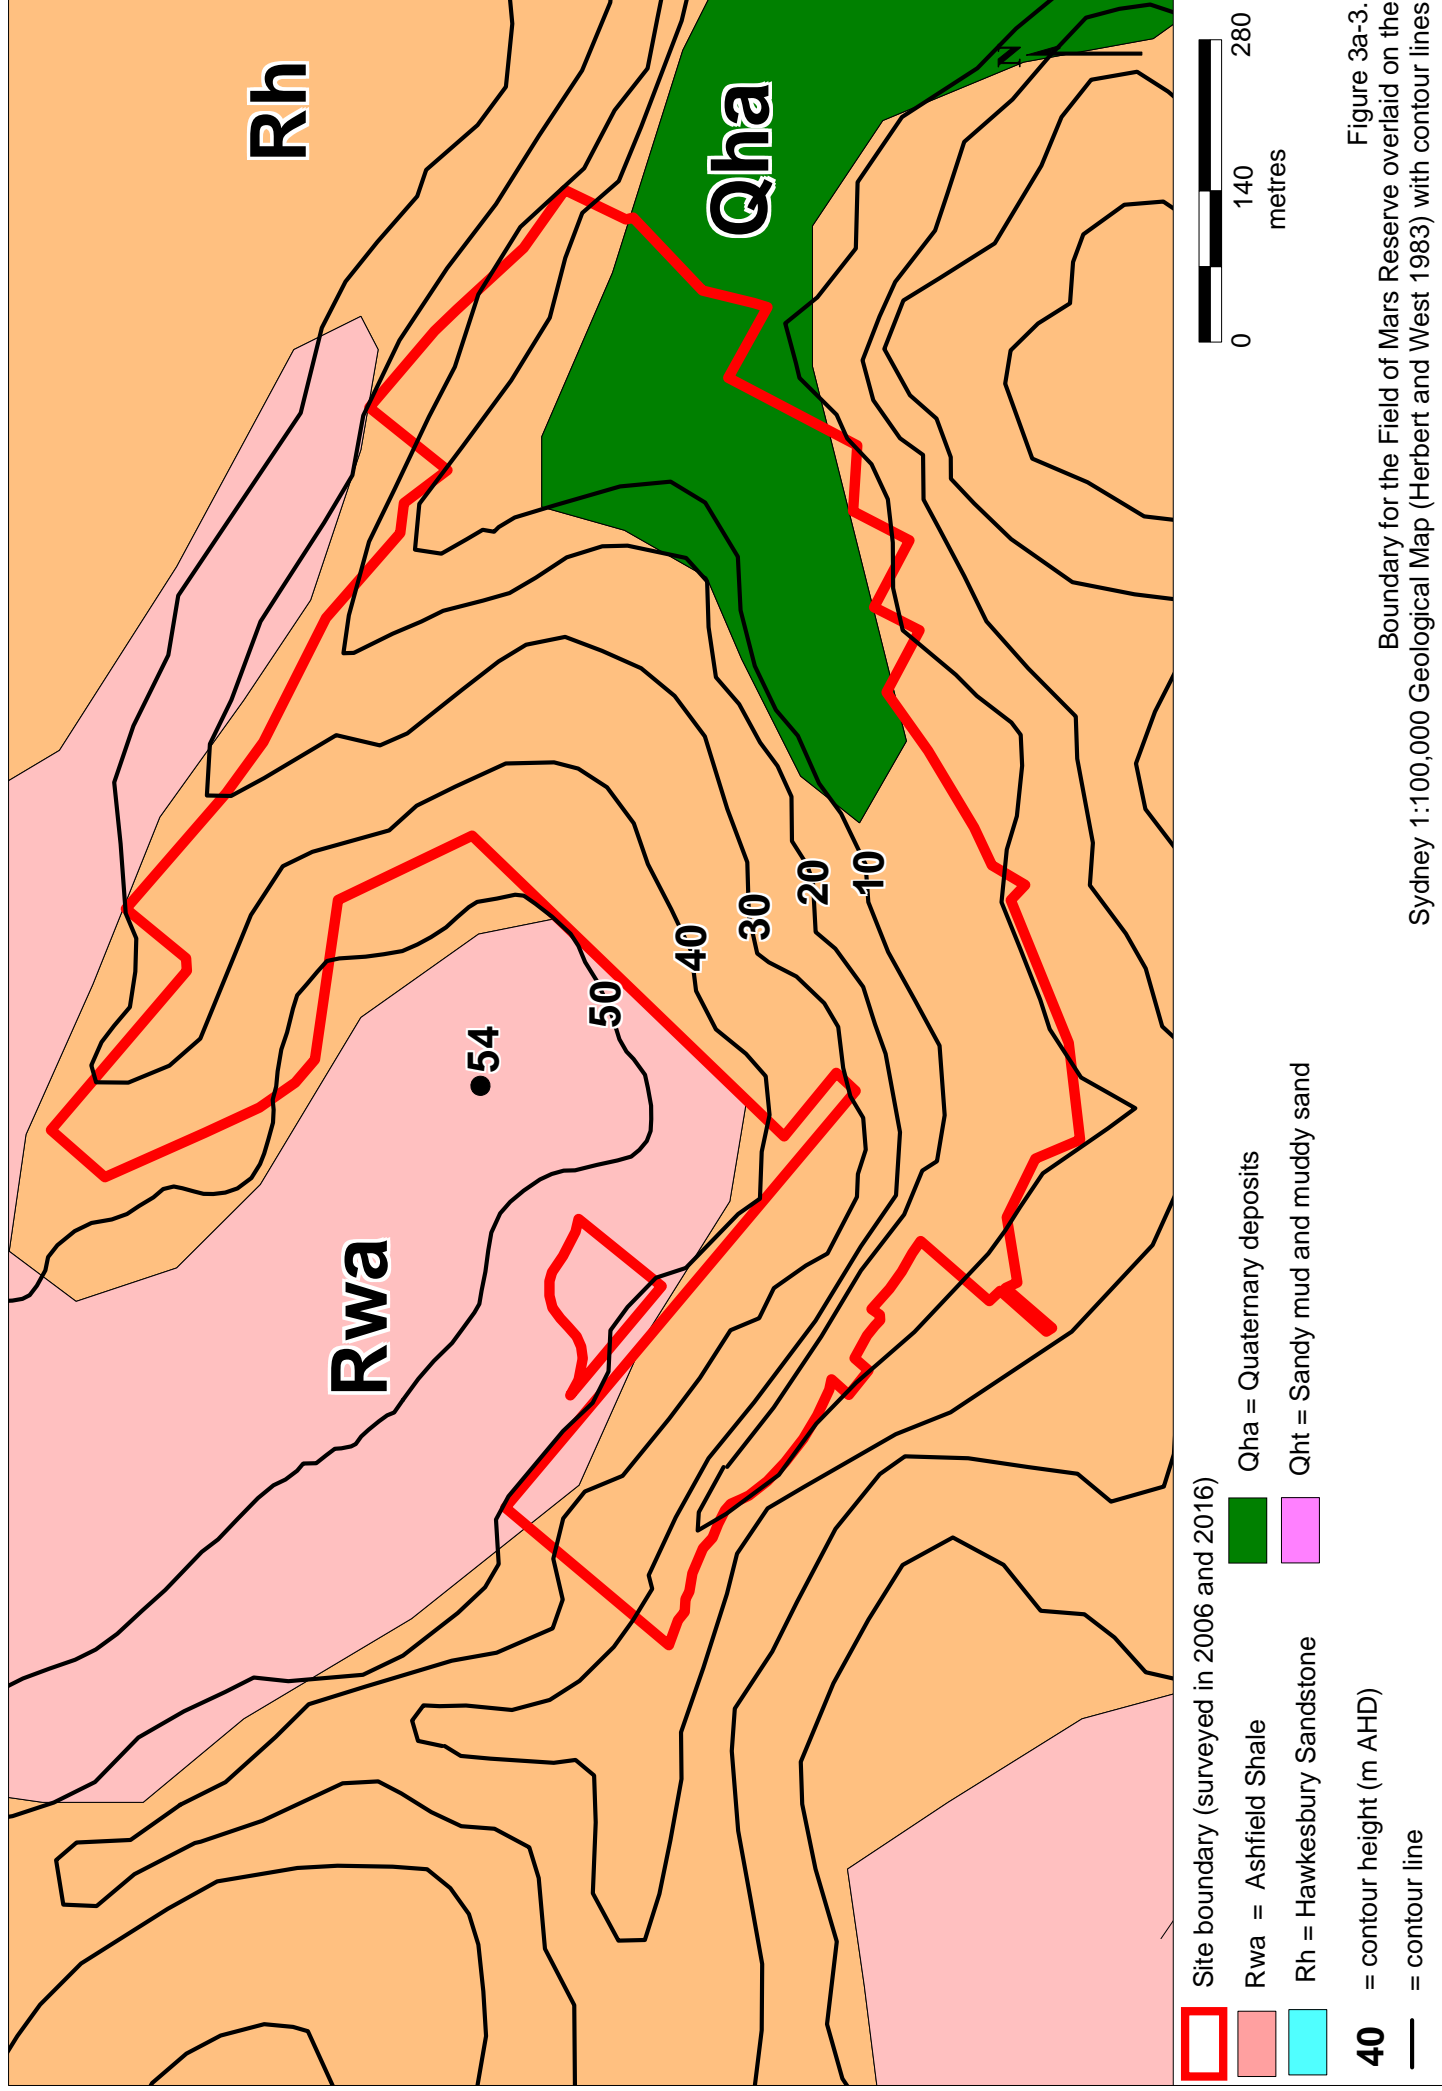 Rh
Qha
Rwa
54
50
40
30
20
10
N
0 140 280
metres
Site boundary (surveyed in 2006 and 2016)
Rwa = Ashfield Shale
Rh = Hawkesbury Sandstone
Qha = Quaternary deposits
Qht = Sandy mud and muddy sand
40 = contour height (m AHD)
= contour line
Figure 3a-3.
Boundary for the Field of Mars Reserve overlaid on the
Sydney 1:100,000 Geological Map (Herbert and West 1983) with contour lines